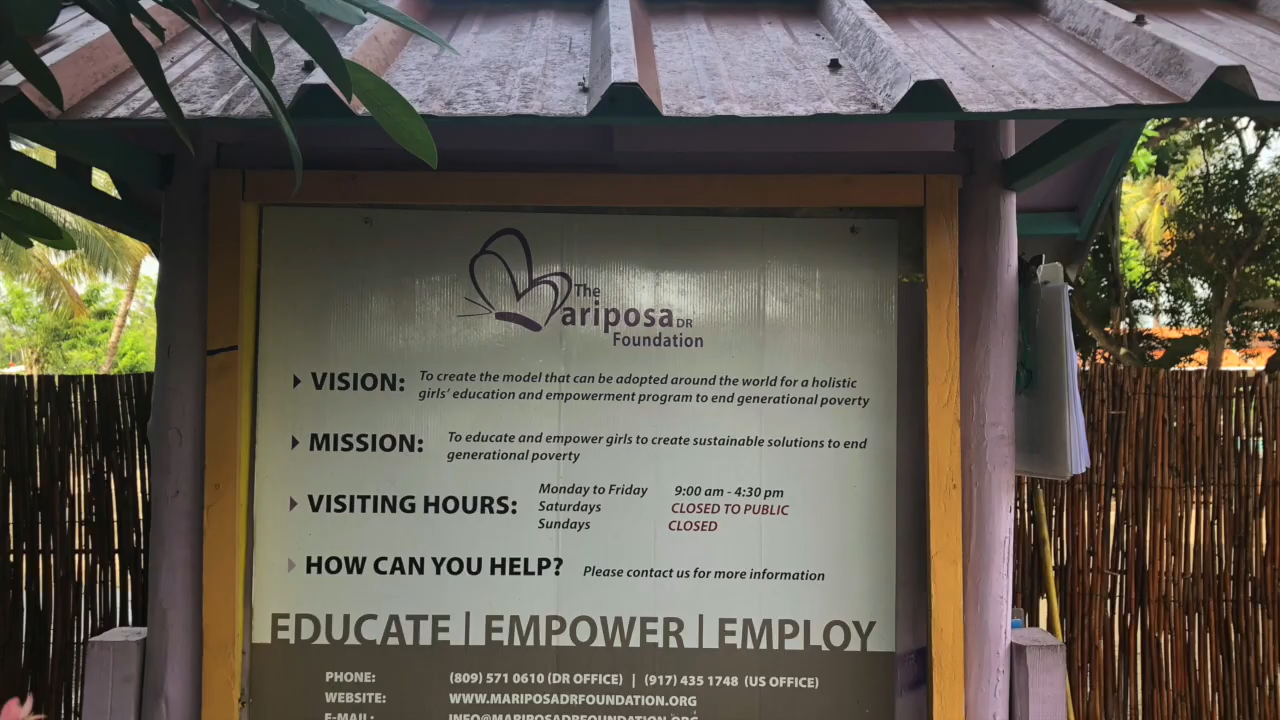 The
Mariposa DR
Foundation
VISION: To create the model that can be adopted around the world for a holistic
girls' education and empowerment program to end generational poverty
MISSION: To educate and empower girls to create sustainable solutions to end
generational poverty
VISITING HOURS: Monday to Friday 9:00 am - 4:30 pm
Saturdays CLOSED TO PUBLIC
Sundays CLOSED
HOW CAN YOU HELP? Please contact us for more information
EDUCATE | EMPOWER | EMPLOY
PHONE: (809) 571 0610 (DR OFFICE) | (917) 435 1748 (US OFFICE)
WEBSITE: WWW.MARIPOSADRFOUNDATION.ORG
E-MAIL: INFO@MARIPOSADRFOUNDATION.ORG